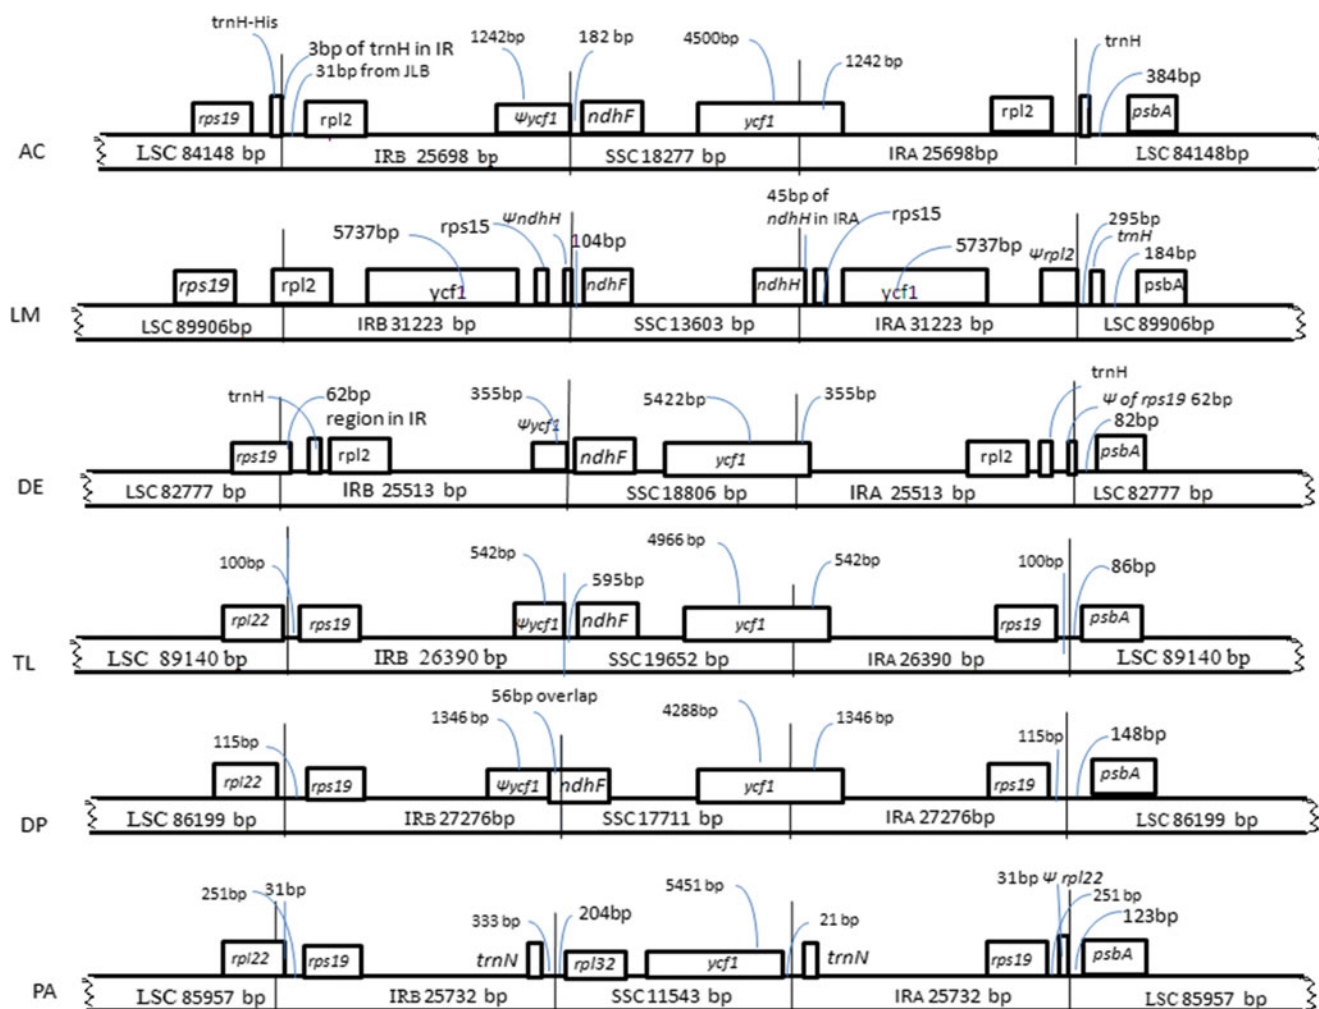 trnH-His
3bp of trnH in IR
31bp from JLB
1242bp
182 bp
4500bp
1242 bp
trnH
384bp
rps19
rpl2
Ψycf1
ndhF
ycf1
rpl2
psbA
AC
LSC 84148 bp
IRB 25698 bp
SSC 18277 bp
IRA 25698bp
LSC 84148bp
5737bp
rps15
ΨndhH
104bp
45bp of
ndhH in IRA
rps15
5737bp
Ψrpl2
295bp
trnH
184bp
rps19
rpl2
ycf1
ndhF
ndhH
ycf1
psbA
LM
LSC 89906bp
IRB 31223 bp
SSC 13603 bp
IRA 31223 bp
LSC 89906bp
trnH
62bp
region in IR
355bp
Ψycf1
5422bp
355bp
trnH
Ψ of rps19 62bp
82bp
rps19
rpl2
ndhF
ycf1
rpl2
psbA
DE
LSC 82777 bp
IRB 25513 bp
SSC 18806 bp
IRA 25513 bp
LSC 82777 bp
100bp
542bp
595bp
4966 bp
542bp
100bp
86bp
rpl22
rps19
Ψycf1
ndhF
ycf1
rps19
psbA
TL
LSC 89140 bp
IRB 26390 bp
SSC 19652 bp
IRA 26390 bp
LSC 89140 bp
115bp
1346 bp
56bp overlap
4288bp
1346 bp
115bp
148bp
rpl22
rps19
Ψycf1
ndhF
ycf1
rps19
psbA
DP
LSC 86199 bp
IRB 27276bp
SSC 17711 bp
IRA 27276bp
LSC 86199 bp
251bp
31bp
333 bp
204bp
5451 bp
21 bp
31bp Ψ rpl22
251 bp
123bp
rpl22
rps19
trnN
rpl32
ycf1
trnN
rps19
psbA
PA
LSC 85957 bp
IRB 25732 bp
SSC 11543 bp
IRA 25732 bp
LSC 85957 bp